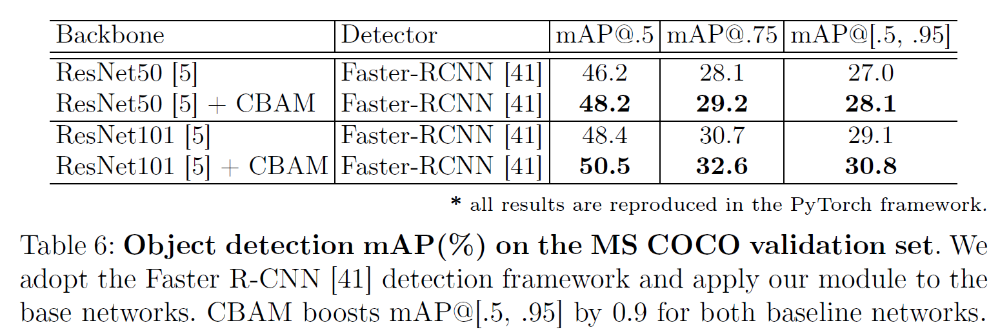 Backbone Detector mAP@.5 mAP@.75 mAP@[.5, .95]
ResNet50 [5] Faster-RCNN [41] 46.2 28.1 27.0
ResNet50 [5] + CBAM Faster-RCNN [41] 48.2 29.2 28.1
ResNet101 [5] Faster-RCNN [41] 48.4 30.7 29.1
ResNet101 [5] + CBAM Faster-RCNN [41] 50.5 32.6 30.8
* all results are reproduced in the PyTorch framework.
Table 6: Object detection mAP(%) on the MS COCO validation set. We
adopt the Faster R-CNN [41] detection framework and apply our module to the
base networks. CBAM boosts mAP@[.5, .95] by 0.9 for both baseline networks.